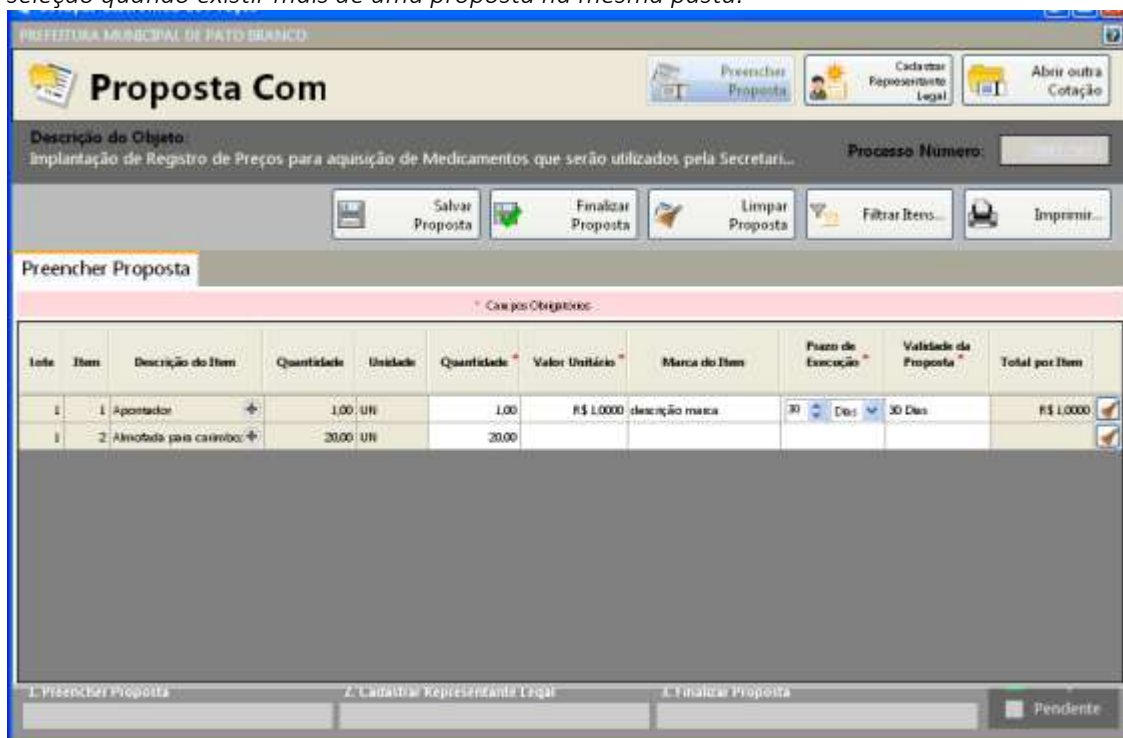 seleção quando existir mais de uma proposta na mesma pasta.
PREFEITURA MUNICIPAL DE PATO BRANCO
Proposta Com
Preencher Proposta
Cadastrar Representante Legal
Abrir outra Cotação
Descrição do Objeto:
Implantação de Registro de Preços para aquisição de Medicamentos que serão utilizados pela Secretari...
Processo Número:
Salvar Proposta
Finalizar Proposta
Limpar Proposta
Filtrar Itens...
Imprimir...
Preencher Proposta
* Campos Obrigatórios
Lote Item Descrição do Item Quantidade Unidade Quantidade * Valor Unitário * Marca do Item Prazo de Execução * Validade da Proposta * Total por Item
1 1 Apontador + 1,00 UN 1,00 R$ 1,0000 descrição marca 30 Dias 30 Dias R$ 1,0000
1 2 Almofada para carimbo: + 20,00 UN 20,00
1. Preencher Proposta
2. Cadastrar Representante Legal
3. Finalizar Proposta
Pendente